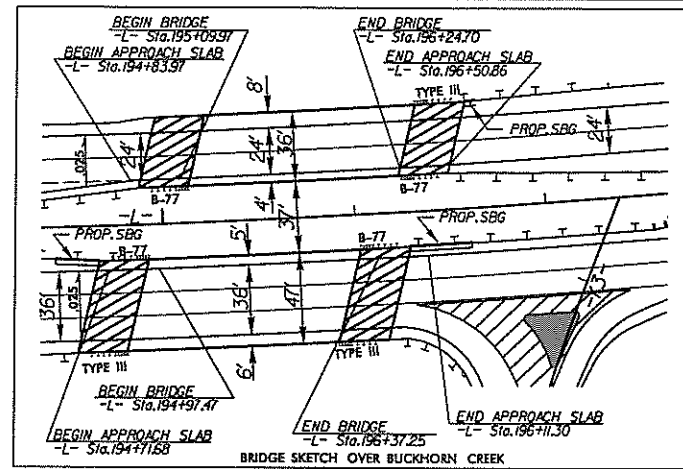 BEGIN BRIDGE
-L- Sta.195+09.97
BEGIN APPROACH SLAB
-L- Sta.194+83.97
END BRIDGE
-L- Sta.196+24.70
END APPROACH SLAB
-L- Sta.196+50.86
TYPE III
8'
PROP. SBG
.025
24'
24'
36'
24'
B-77
B-77
4'
-L-
37'
PROP. SBG
B-77
5'
B-77
PROP. SBG
36'
.025
36'
47'
TYPE III
TYPE III
6'
BEGIN BRIDGE
-L- Sta.194+97.47
BEGIN APPROACH SLAB
-L- Sta.194+71.68
END BRIDGE
-L- Sta.196+37.25
END APPROACH SLAB
-L- Sta.196+11.30
BRIDGE SKETCH OVER BUCKHORN CREEK